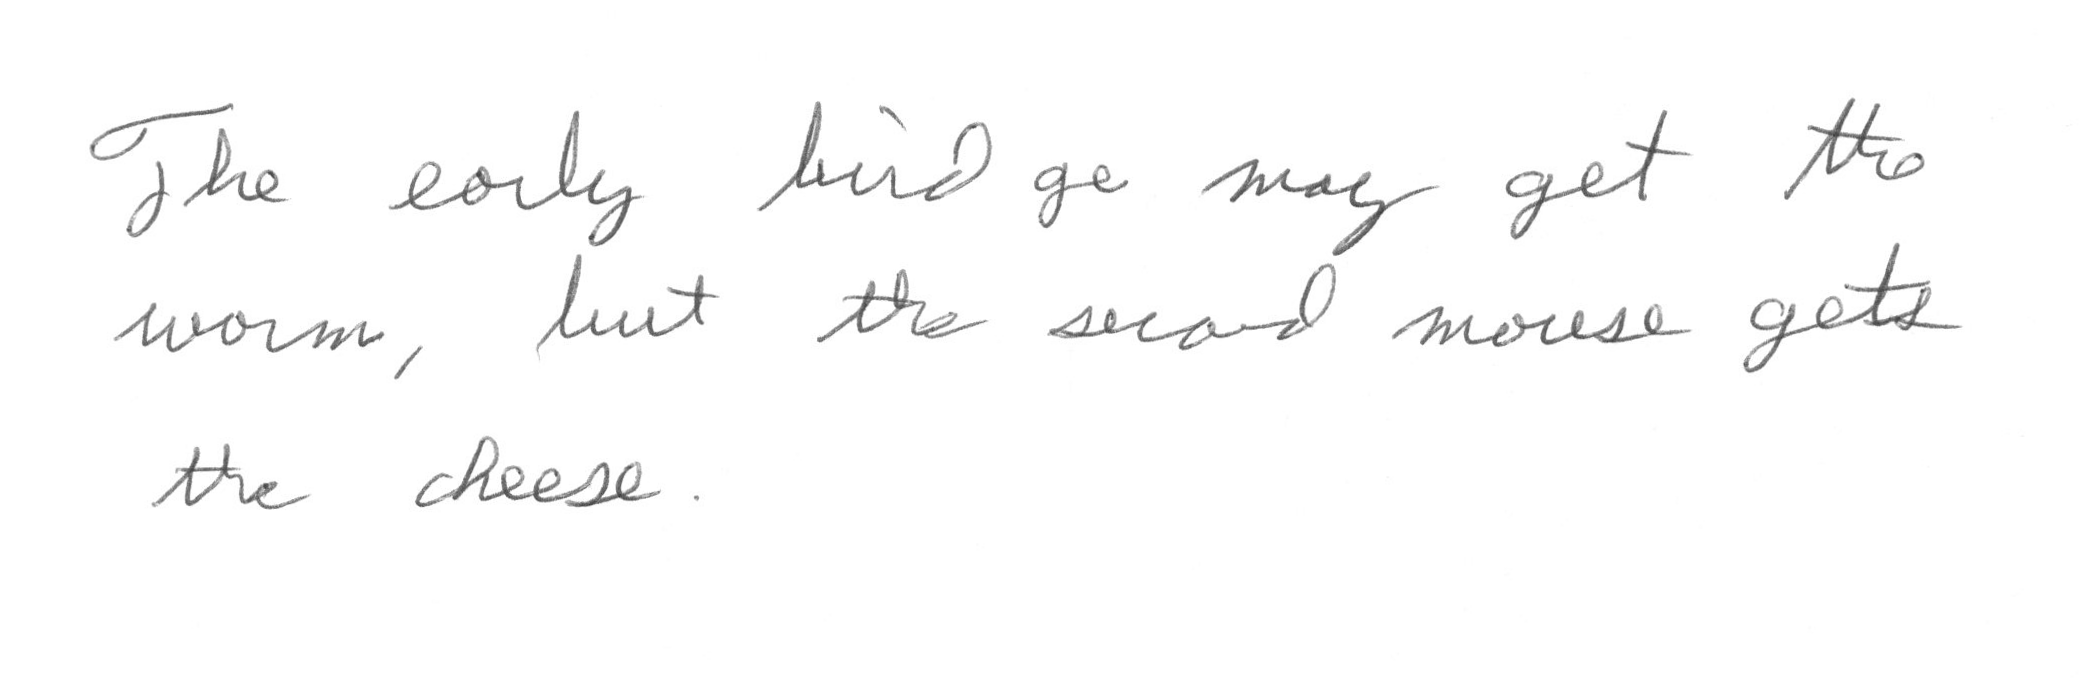 The early bird ge may get the
worm, but the second mouse gets
the cheese.